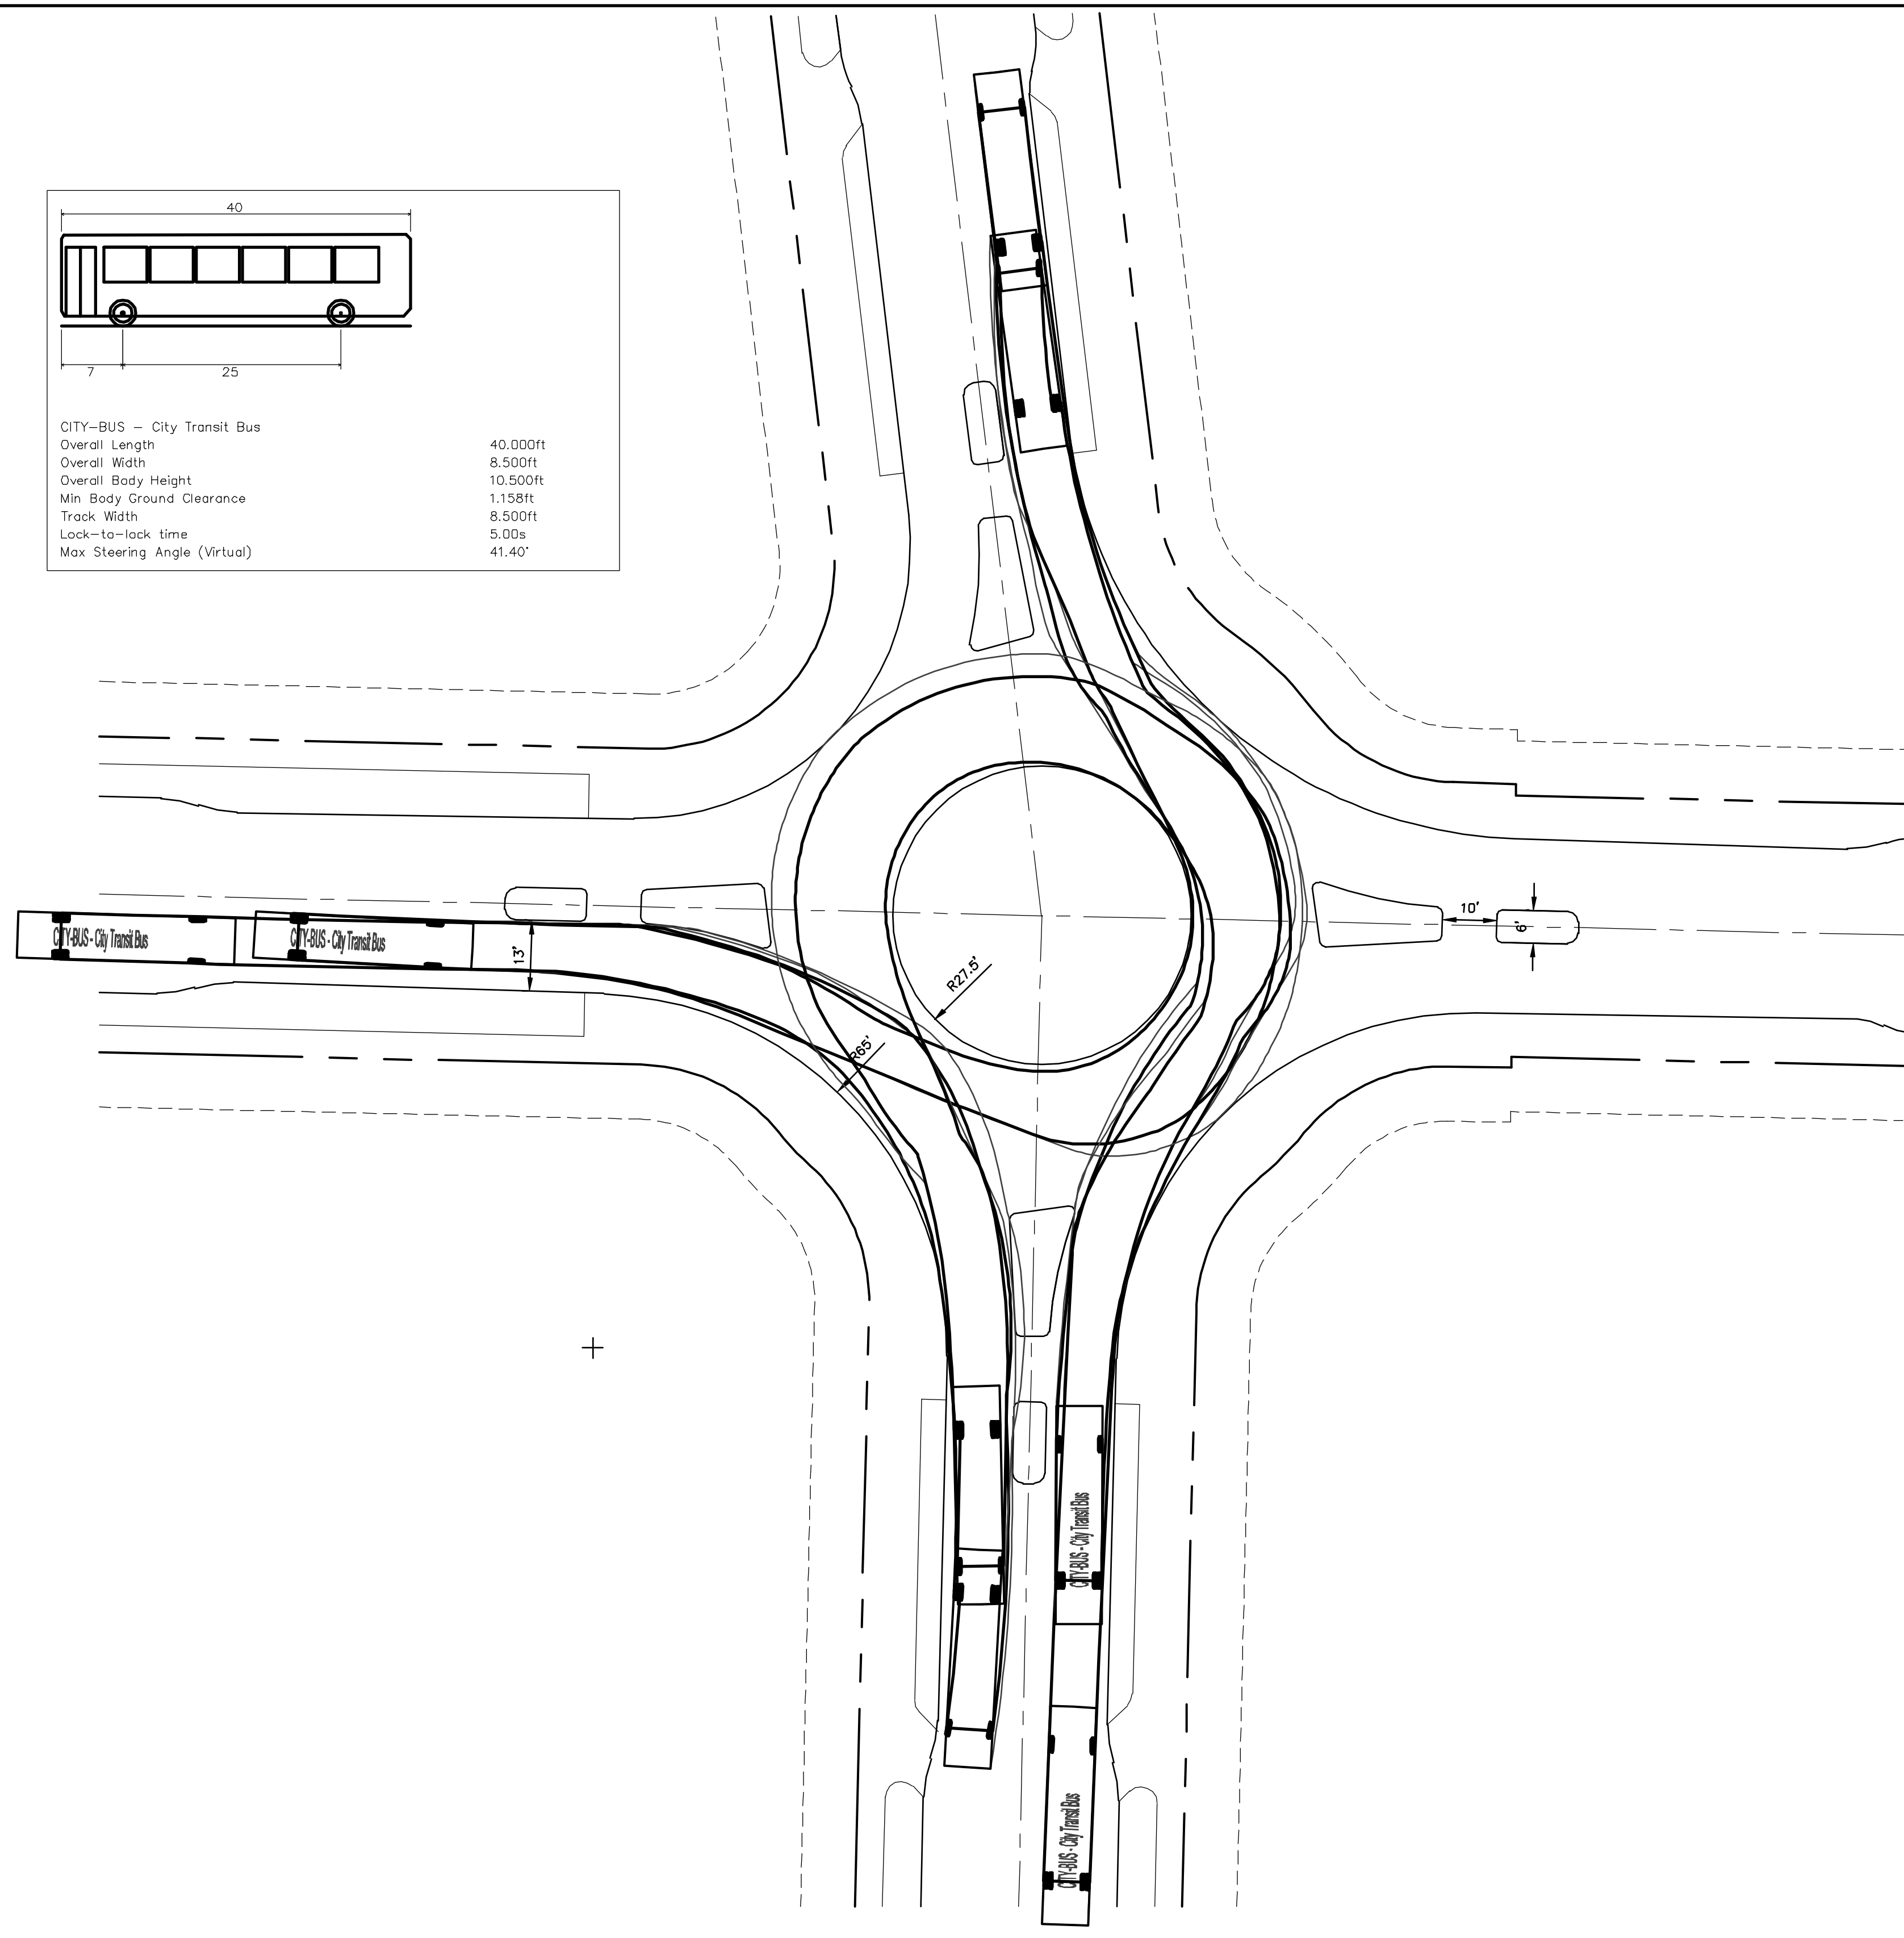 40
7
25
CITY-BUS - City Transit Bus
Overall Length 40.000ft
Overall Width 8.500ft
Overall Body Height 10.500ft
Min Body Ground Clearance 1.158ft
Track Width 8.500ft
Lock-to-lock time 5.00s
Max Steering Angle (Virtual) 41.40°
10'
6'
CITY-BUS - City Transit Bus
CITY-BUS - City Transit Bus
13'
R27.5'
R65'
CITY-BUS - City Transit Bus
CITY-BUS - City Transit Bus